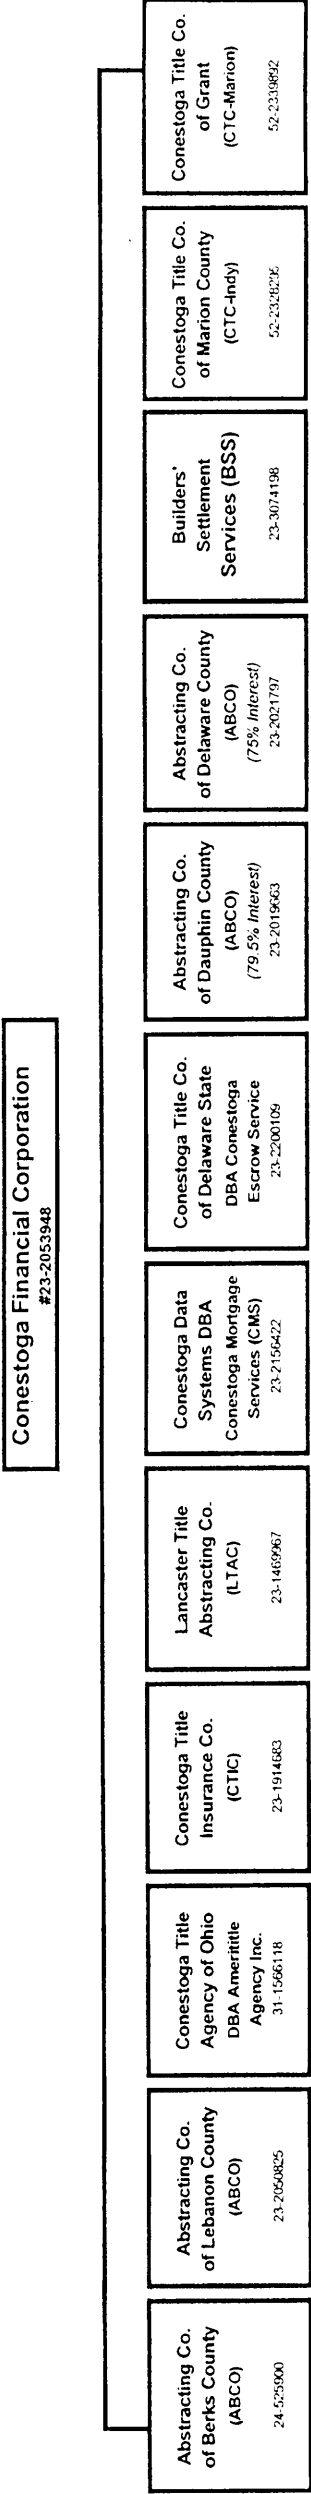 Conestoga Financial Corporation
#23-2053948
Abstracting Co.
of Berks County
(ABCO)
24-525900
Abstracting Co.
of Lebanon County
(ABCO)
23-2050825
Conestoga Title
Agency of Ohio
DBA Amerititle
Agency Inc.
31-1566118
Conestoga Title
Insurance Co.
(CTIC)
23-1914683
Lancaster Title
Abstracting Co.
(LTAC)
23-1469967
Conestoga Data
Systems DBA
Conestoga Mortgage
Services (CMS)
23-2156422
Conestoga Title Co.
of Delaware State
DBA Conestoga
Escrow Service
23-2200109
Abstracting Co.
of Dauphin County
(ABCO)
(79.5% Interest)
23-2019663
Abstracting Co.
of Delaware County
(ABCO)
(75% Interest)
23-2021797
Builders'
Settlement
Services (BSS)
23-3074198
Conestoga Title Co.
of Marion County
(CTC-Indy)
52-2328295
Conestoga Title Co.
of Grant
(CTC-Marion)
52-2339892